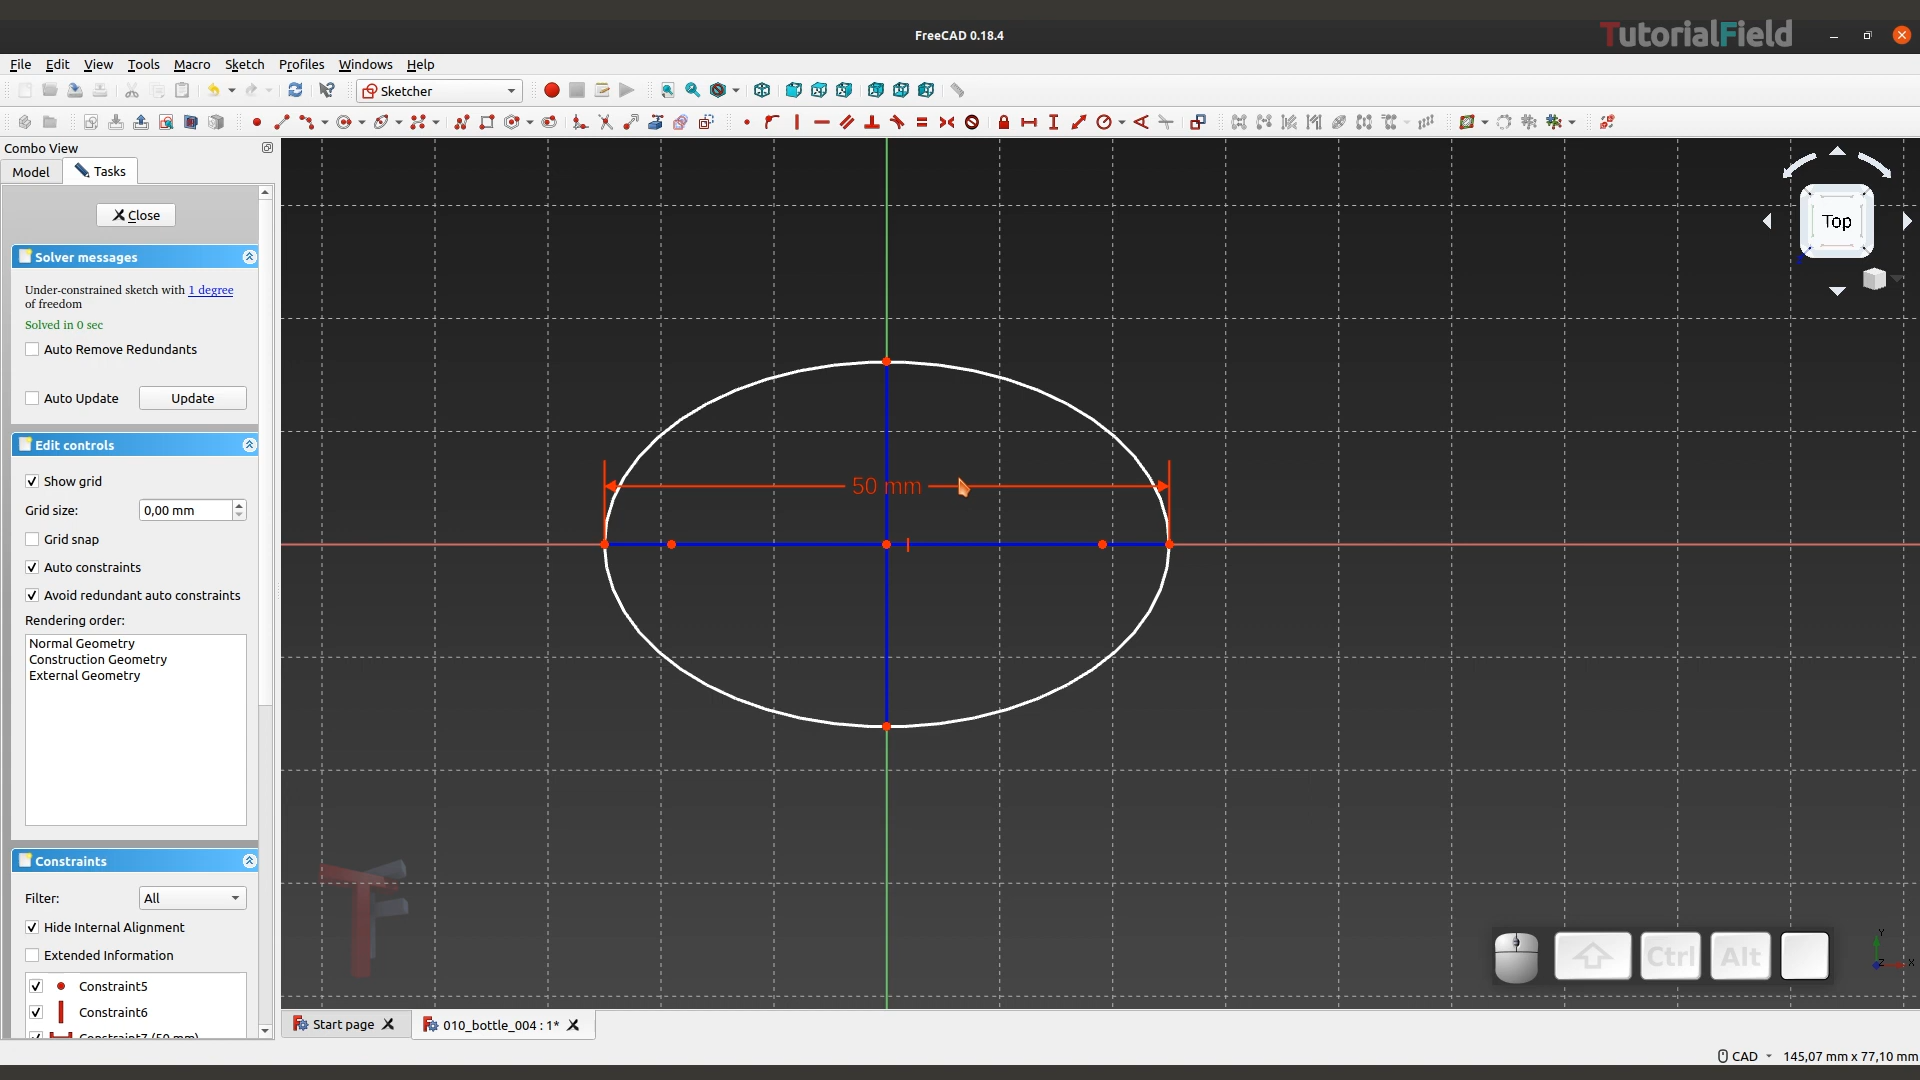 TutorialField
FreeCAD 0.18.4
File Edit View Tools Macro Sketch Profiles Windows Help
Sketcher
Combo View
Model Tasks
Close
Solver messages
Under-constrained sketch with 1 degree
of freedom
Solved in 0 sec
Auto Remove Redundants
Auto Update Update
Edit controls
Show grid
Grid size: 0,00 mm
Grid snap
Auto constraints
Avoid redundant auto constraints
Rendering order:
Normal Geometry
Construction Geometry
External Geometry
Constraints
Filter: All
Hide Internal Alignment
Extended Information
Constraint5
Constraint6
Constraint7 (50 mm)
50 mm
Top
Ctrl Alt
Y
Z X
Start page 010_bottle_004 : 1*
CAD 145,07 mm x 77,10 mm